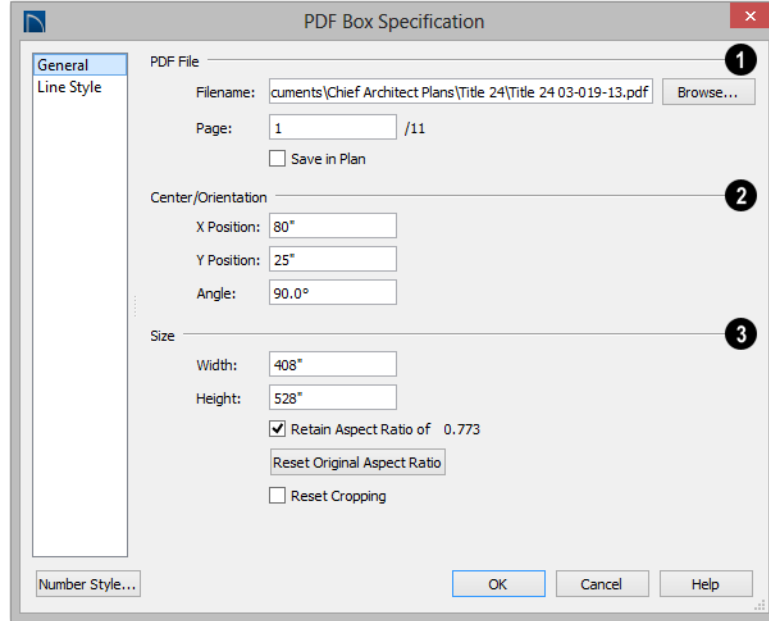 PDF Box Specification
×
General
Line Style
PDF File
1
Filename: cuments\Chief Architect Plans\Title 24\Title 24 03-019-13.pdf Browse...
Page: 1 /11
Save in Plan
Center/Orientation
2
X Position: 80"
Y Position: 25"
Angle: 90.0°
Size
3
Width: 408"
Height: 528"
Retain Aspect Ratio of 0.773
Reset Original Aspect Ratio
Reset Cropping
Number Style... OK Cancel Help